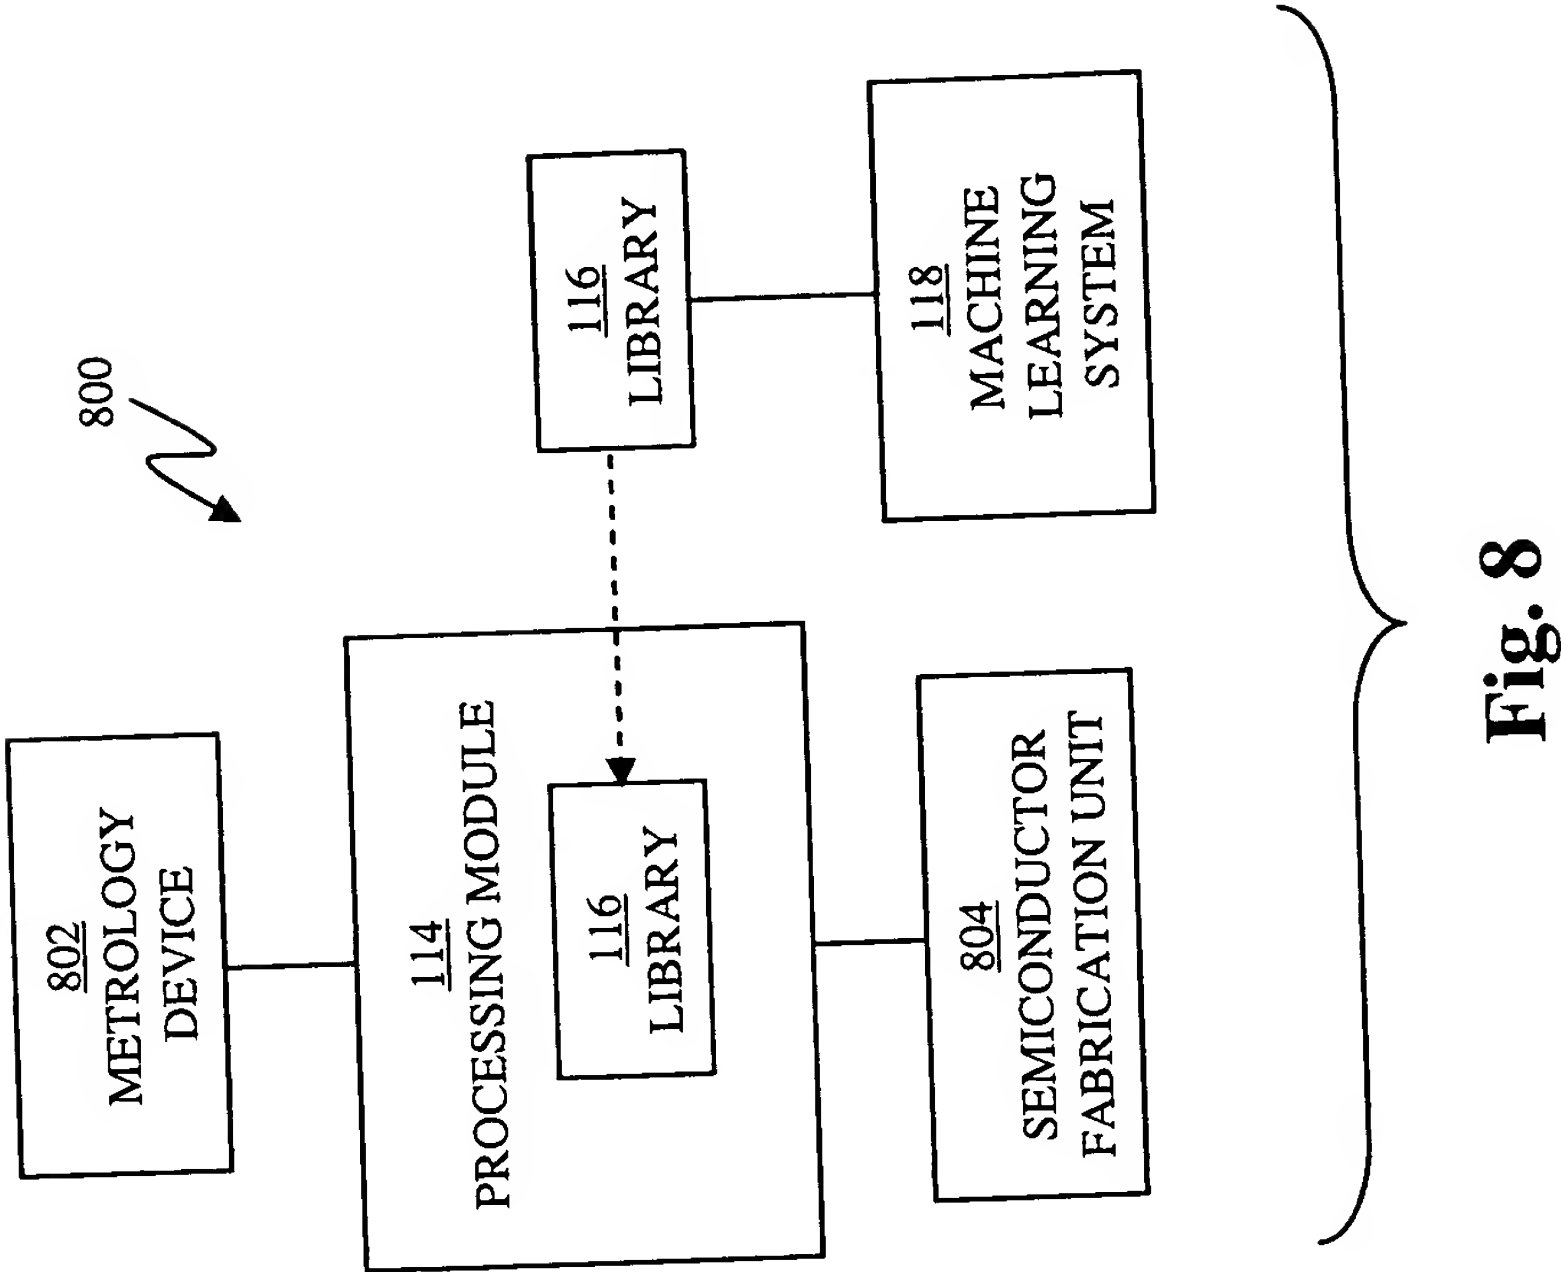 800
802
METROLOGY
DEVICE
114
PROCESSING MODULE
116
LIBRARY
804
SEMICONDUCTOR
FABRICATION UNIT
116
LIBRARY
118
MACHINE
LEARNING
SYSTEM
Fig. 8